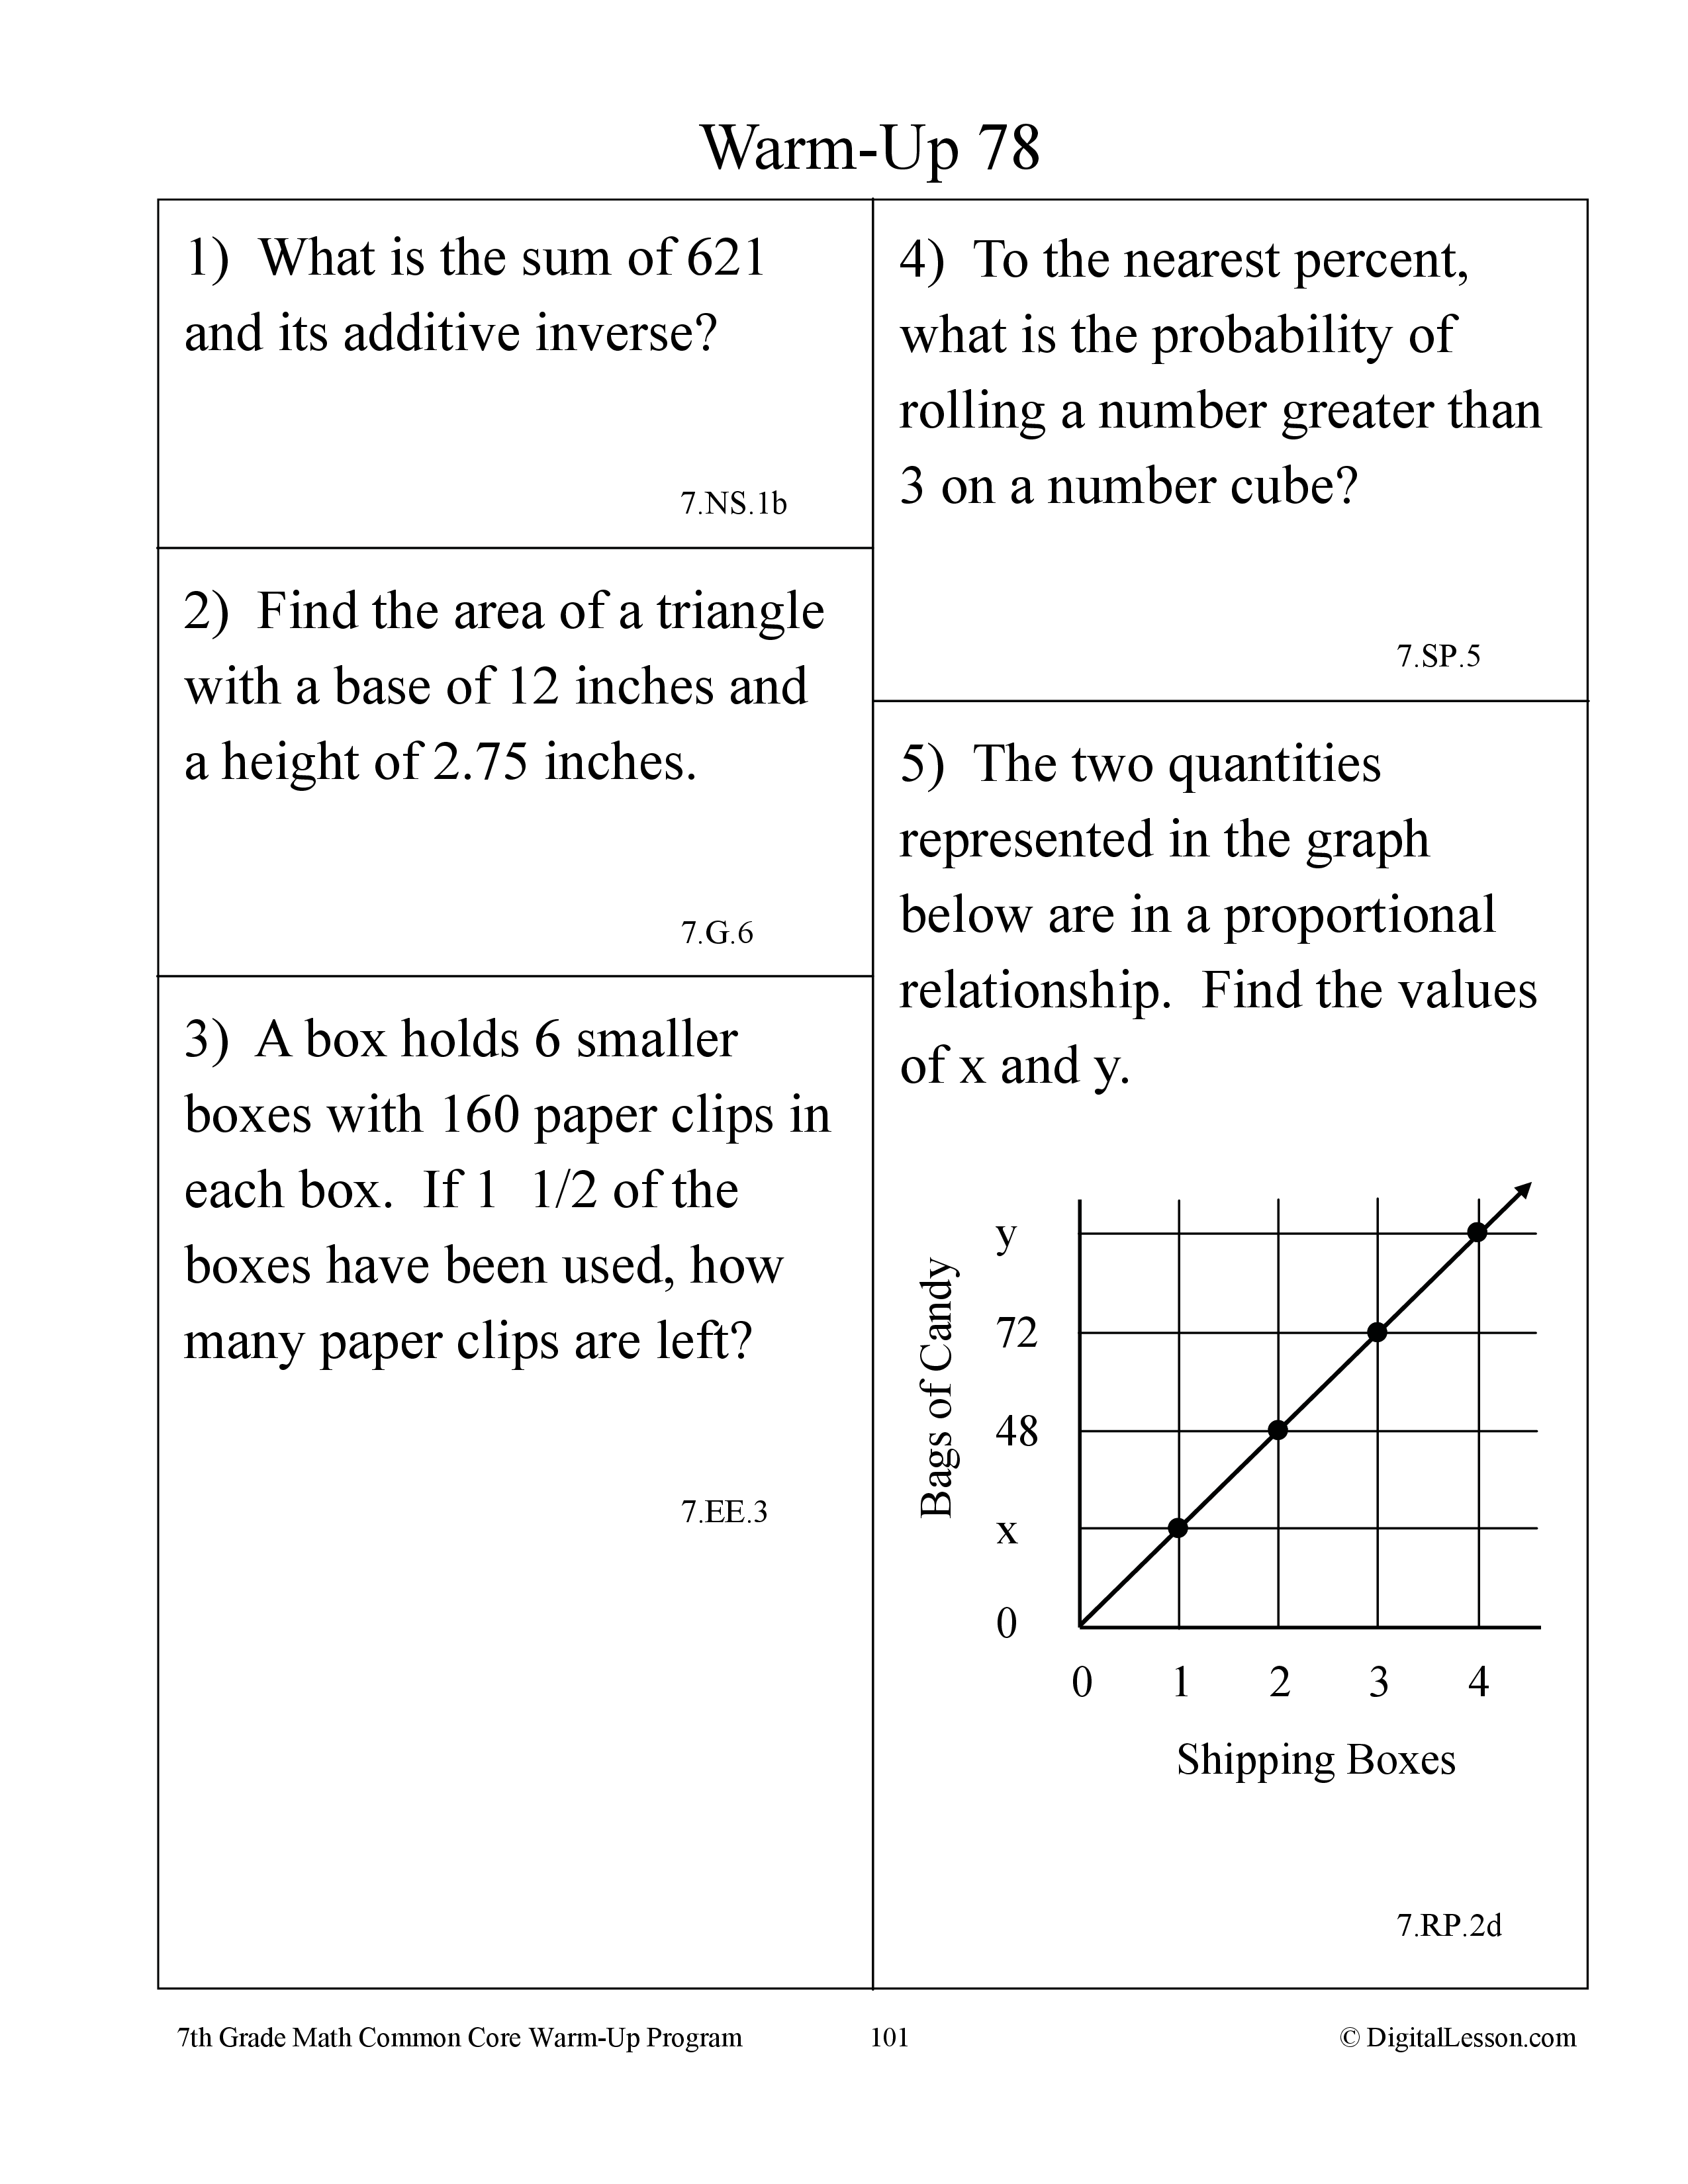 Warm-Up 78
1) What is the sum of 621
and its additive inverse?
7.NS.1b
2) Find the area of a triangle
with a base of 12 inches and
a height of 2.75 inches.
7.G.6
3) A box holds 6 smaller
boxes with 160 paper clips in
each box. If 1 1/2 of the
boxes have been used, how
many paper clips are left?
7.EE.3
4) To the nearest percent,
what is the probability of
rolling a number greater than
3 on a number cube?
7.SP.5
5) The two quantities
represented in the graph
below are in a proportional
relationship. Find the values
of x and y.
Bags of Candy
y
72
48
x
0
0 1 2 3 4
Shipping Boxes
7.RP.2d
7th Grade Math Common Core Warm-Up Program 101 © DigitalLesson.com